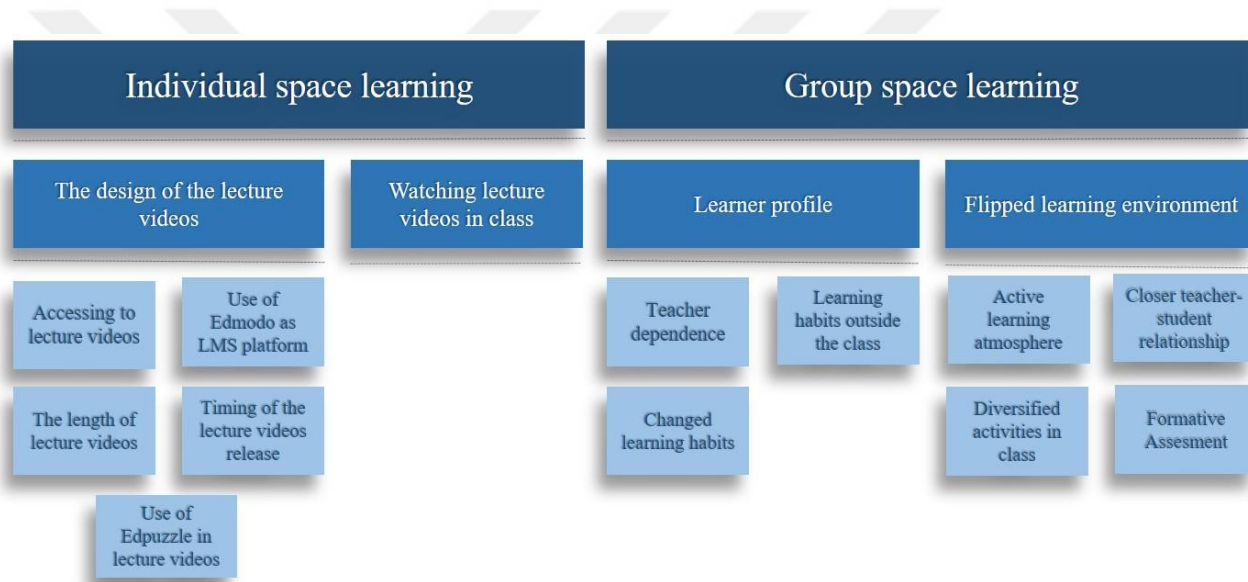 Individual space learning
Group space learning
The design of the lecture
videos
Watching lecture
videos in class
Learner profile
Flipped learning environment
Accessing to
lecture videos
Use of
Edmodo as
LMS platform
The length of
lecture videos
Timing of the
lecture videos
release
Use of
Edpuzzle in
lecture videos
Teacher
dependence
Learning
habits outside
the class
Changed
learning habits
Active
learning
atmosphere
Closer teacher-
student
relationship
Diversified
activities in
class
Formative
Assesment